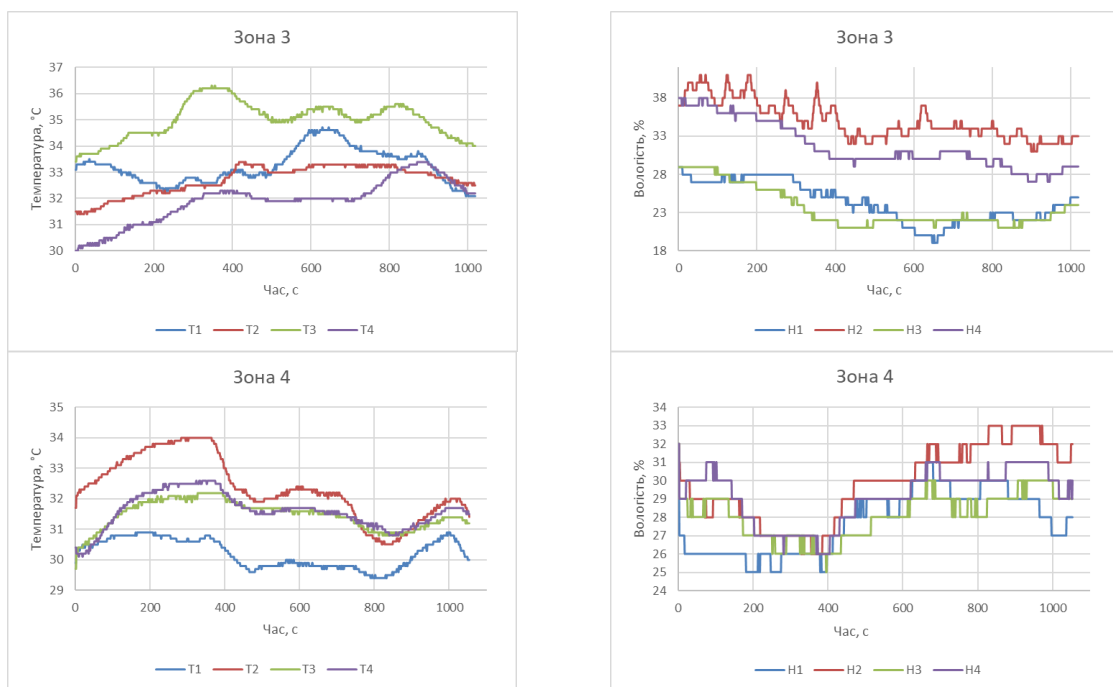 Зона 3
Температура, °C
37
36
35
34
33
32
31
30
0 200 400 600 800 1000
Час, с
T1 T2 T3 T4
Зона 3
Вологість, %
38
33
28
23
18
0 200 400 600 800 1000
Час, с
H1 H2 H3 H4
Зона 4
Температура, °C
35
34
33
32
31
30
29
0 200 400 600 800 1000
Час, с
T1 T2 T3 T4
Зона 4
Вологість, %
34
33
32
31
30
29
28
27
26
25
24
0 200 400 600 800 1000
Час, с
H1 H2 H3 H4